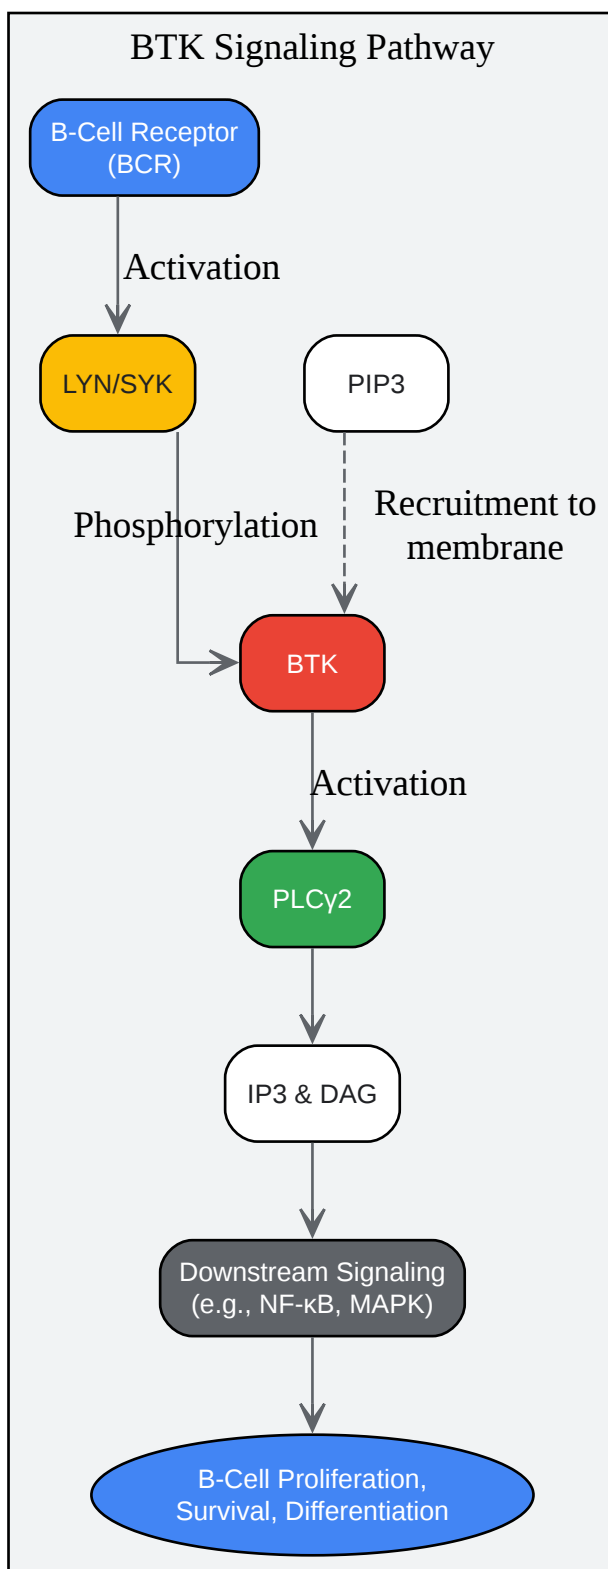 BTK Signaling Pathway
B-Cell Receptor
(BCR)
Activation
LYN/SYK
PIP3
Phosphorylation
Recruitment to
membrane
BTK
Activation
PLCγ2
IP3 & DAG
Downstream Signaling
(e.g., NF-κB, MAPK)
B-Cell Proliferation,
Survival, Differentiation